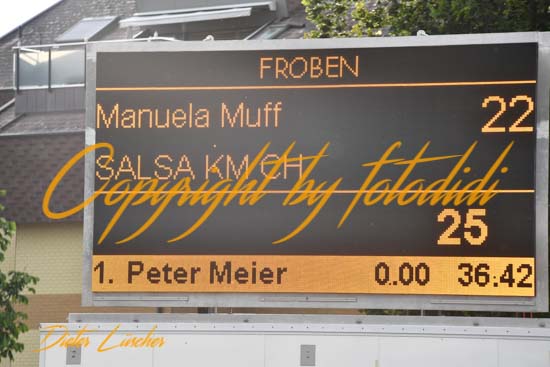 FROBEN
Manuela Muff 22
SALSA KM CH
Copyright by fotodidi
25
1. Peter Meier 0.00 36.42
Dieter Lüscher